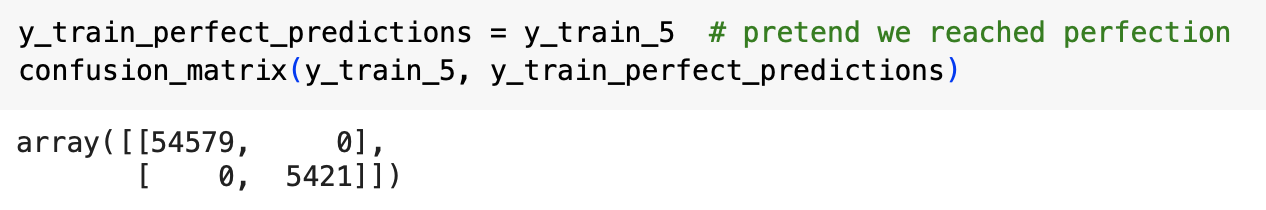 y_train_perfect_predictions = y_train_5  # pretend we reached perfection
confusion_matrix(y_train_5, y_train_perfect_predictions)
array([[54579,     0],
       [    0,  5421]])